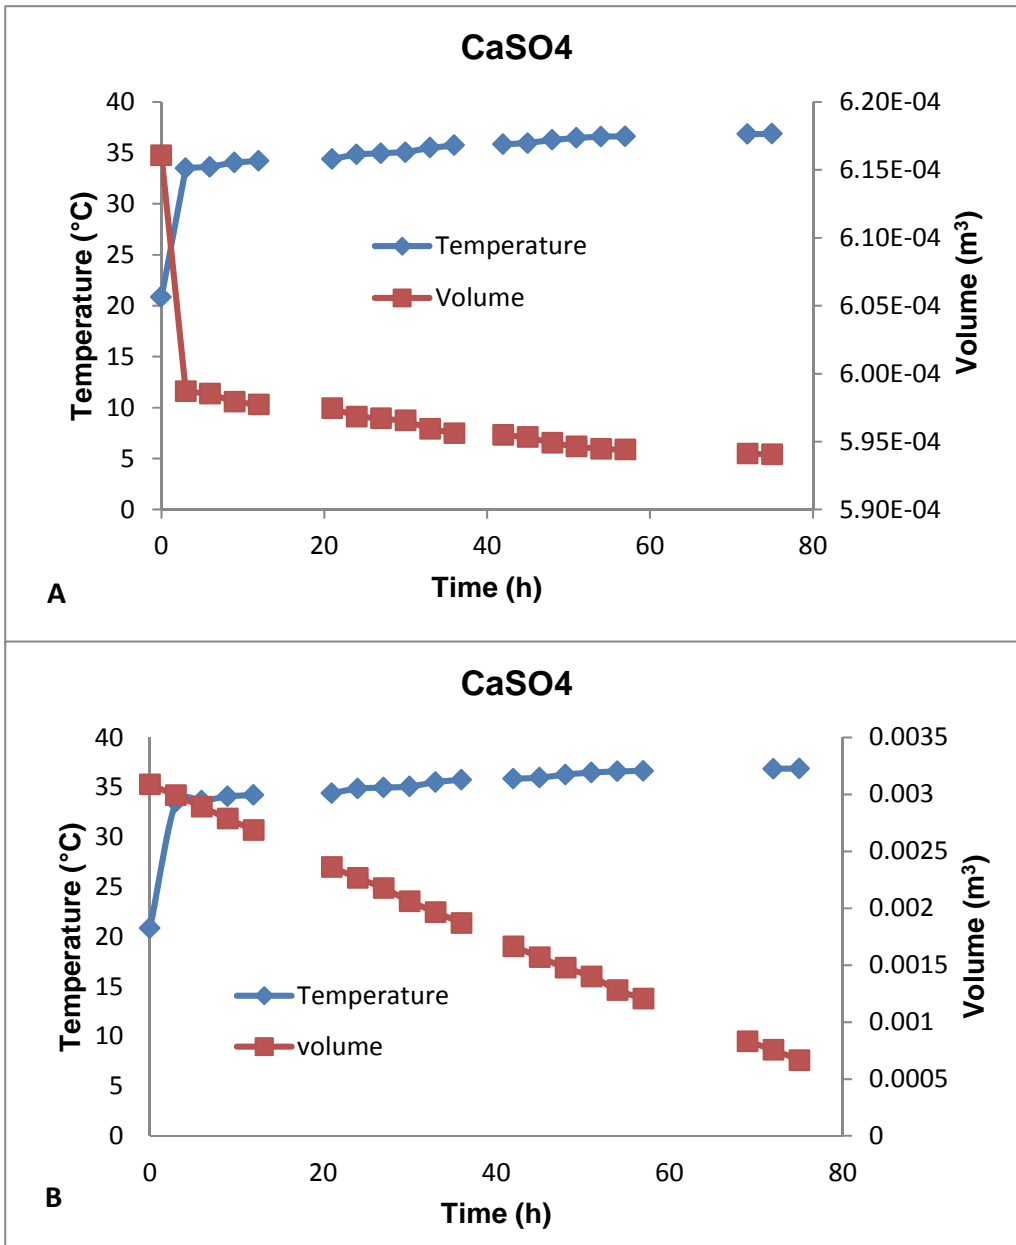 CaSO4
40
35
30
25
20
15
10
5
0
Temperature (°C)
6.20E-04
6.15E-04
6.10E-04
6.05E-04
6.00E-04
5.95E-04
5.90E-04
Volume (m³)
Temperature
Volume
0 20 40 60 80
Time (h)
A
CaSO4
40
35
30
25
20
15
10
5
0
Temperature (°C)
0.0035
0.003
0.0025
0.002
0.0015
0.001
0.0005
0
Volume (m³)
Temperature
volume
0 20 40 60 80
Time (h)
B